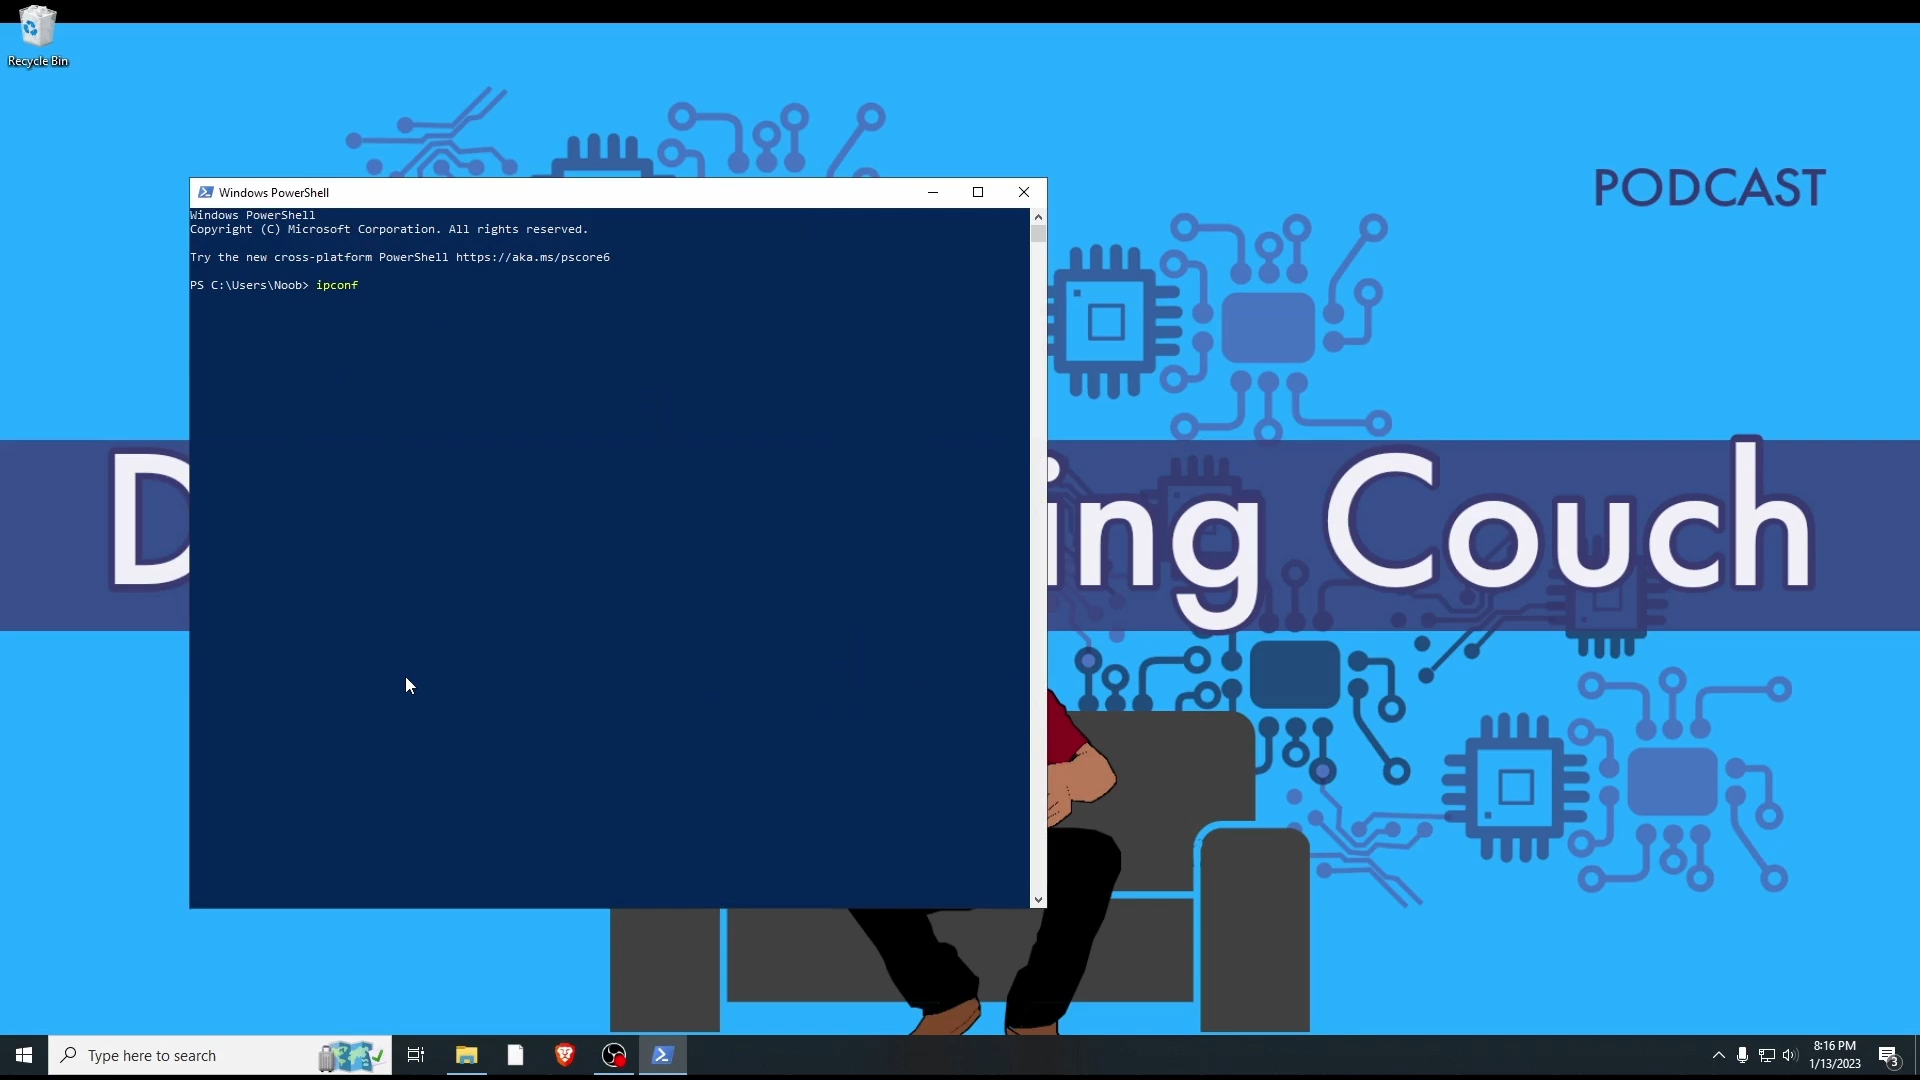 Recycle Bin
PODCAST
Windows PowerShell
Windows PowerShell
Copyright (C) Microsoft Corporation. All rights reserved.
Try the new cross-platform PowerShell https://aka.ms/pscore6
PS C:\Users\Noob> ipconf
D ing Couch
Type here to search
8:16 PM
1/13/2023
3